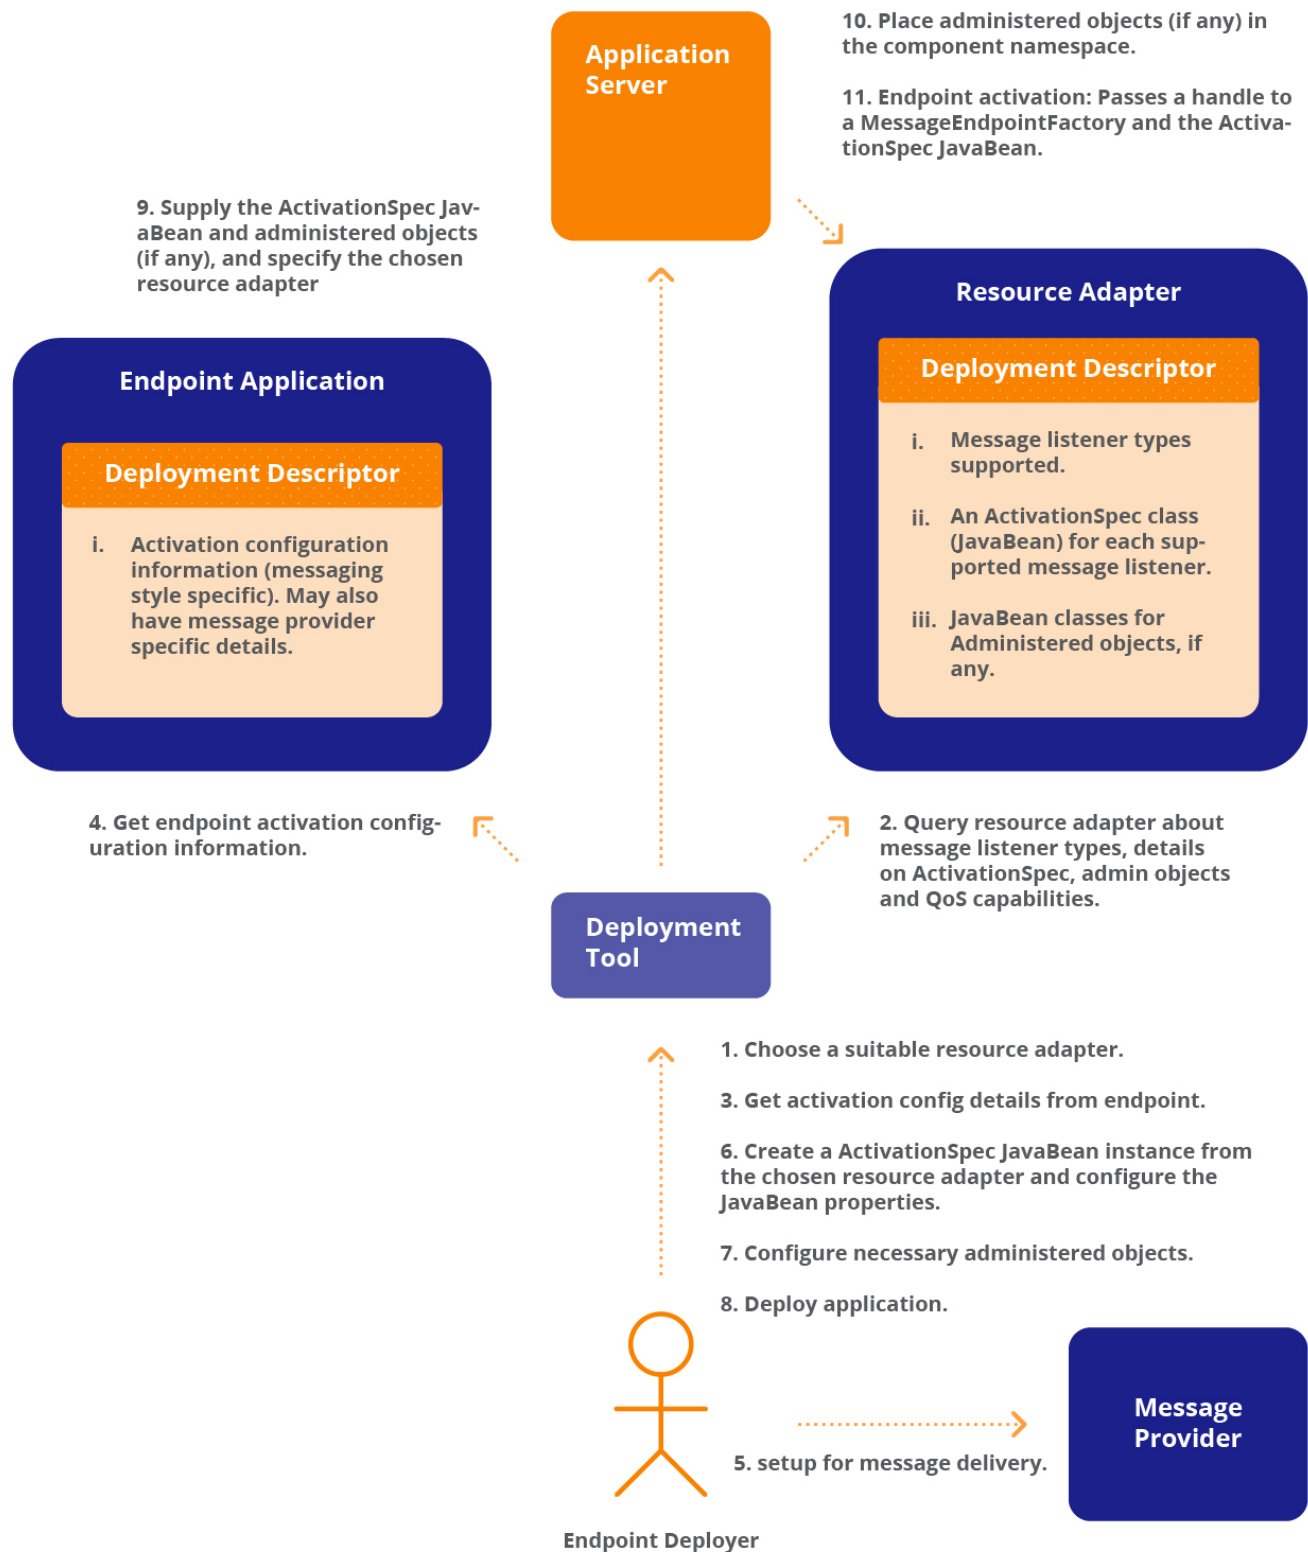 Application
Server
10. Place administered objects (if any) in
the component namespace.
11. Endpoint activation: Passes a handle to
a MessageEndpointFactory and the Activa-
tionSpec JavaBean.
9. Supply the ActivationSpec Jav-
aBean and administered objects
(if any), and specify the chosen
resource adapter
Resource Adapter
Deployment Descriptor
i. Message listener types
supported.
ii. An ActivationSpec class
(JavaBean) for each sup-
ported message listener.
iii. JavaBean classes for
Administered objects, if
any.
Endpoint Application
Deployment Descriptor
i. Activation configuration
information (messaging
style specific). May also
have message provider
specific details.
4. Get endpoint activation config-
uration information.
2. Query resource adapter about
message listener types, details
on ActivationSpec, admin objects
and QoS capabilities.
Deployment
Tool
1. Choose a suitable resource adapter.
3. Get activation config details from endpoint.
6. Create a ActivationSpec JavaBean instance from
the chosen resource adapter and configure the
JavaBean properties.
7. Configure necessary administered objects.
8. Deploy application.
Message
Provider
5. setup for message delivery.
Endpoint Deployer